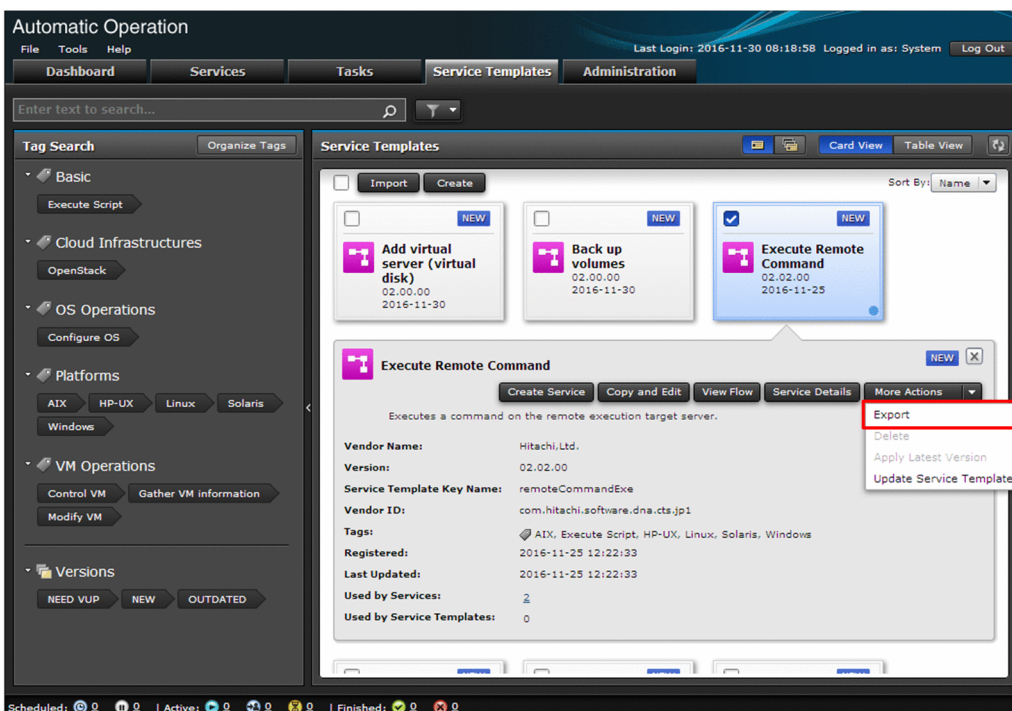 Automatic Operation
File Tools Help
Last Login: 2016-11-30 08:18:58 Logged in as: System Log Out
Dashboard Services Tasks Service Templates Administration
Enter text to search...
Tag Search Organize Tags
Basic
Execute Script
Cloud Infrastructures
OpenStack
OS Operations
Configure OS
Platforms
AIX HP-UX Linux Solaris
Windows
VM Operations
Control VM Gather VM information
Modify VM
Versions
NEED VUP NEW OUTDATED
Service Templates Card View Table View
Import Create Sort By: Name
NEW
Add virtual
server (virtual
disk)
02.00.00
2016-11-30
NEW
Back up
volumes
02.00.00
2016-11-30
NEW
Execute Remote
Command
02.02.00
2016-11-25
Execute Remote Command NEW
Create Service Copy and Edit View Flow Service Details More Actions
Export
Delete
Apply Latest Version
Update Service Template
Executes a command on the remote execution target server.
Vendor Name: Hitachi,Ltd.
Version: 02.02.00
Service Template Key Name: remoteCommandExe
Vendor ID: com.hitachi.software.dna.cts.jp1
Tags: AIX, Execute Script, HP-UX, Linux, Solaris, Windows
Registered: 2016-11-25 12:22:33
Last Updated: 2016-11-25 12:22:33
Used by Services: 2
Used by Service Templates: 0
Scheduled: 0 0 | Active: 0 0 0 | Finished: 0 0